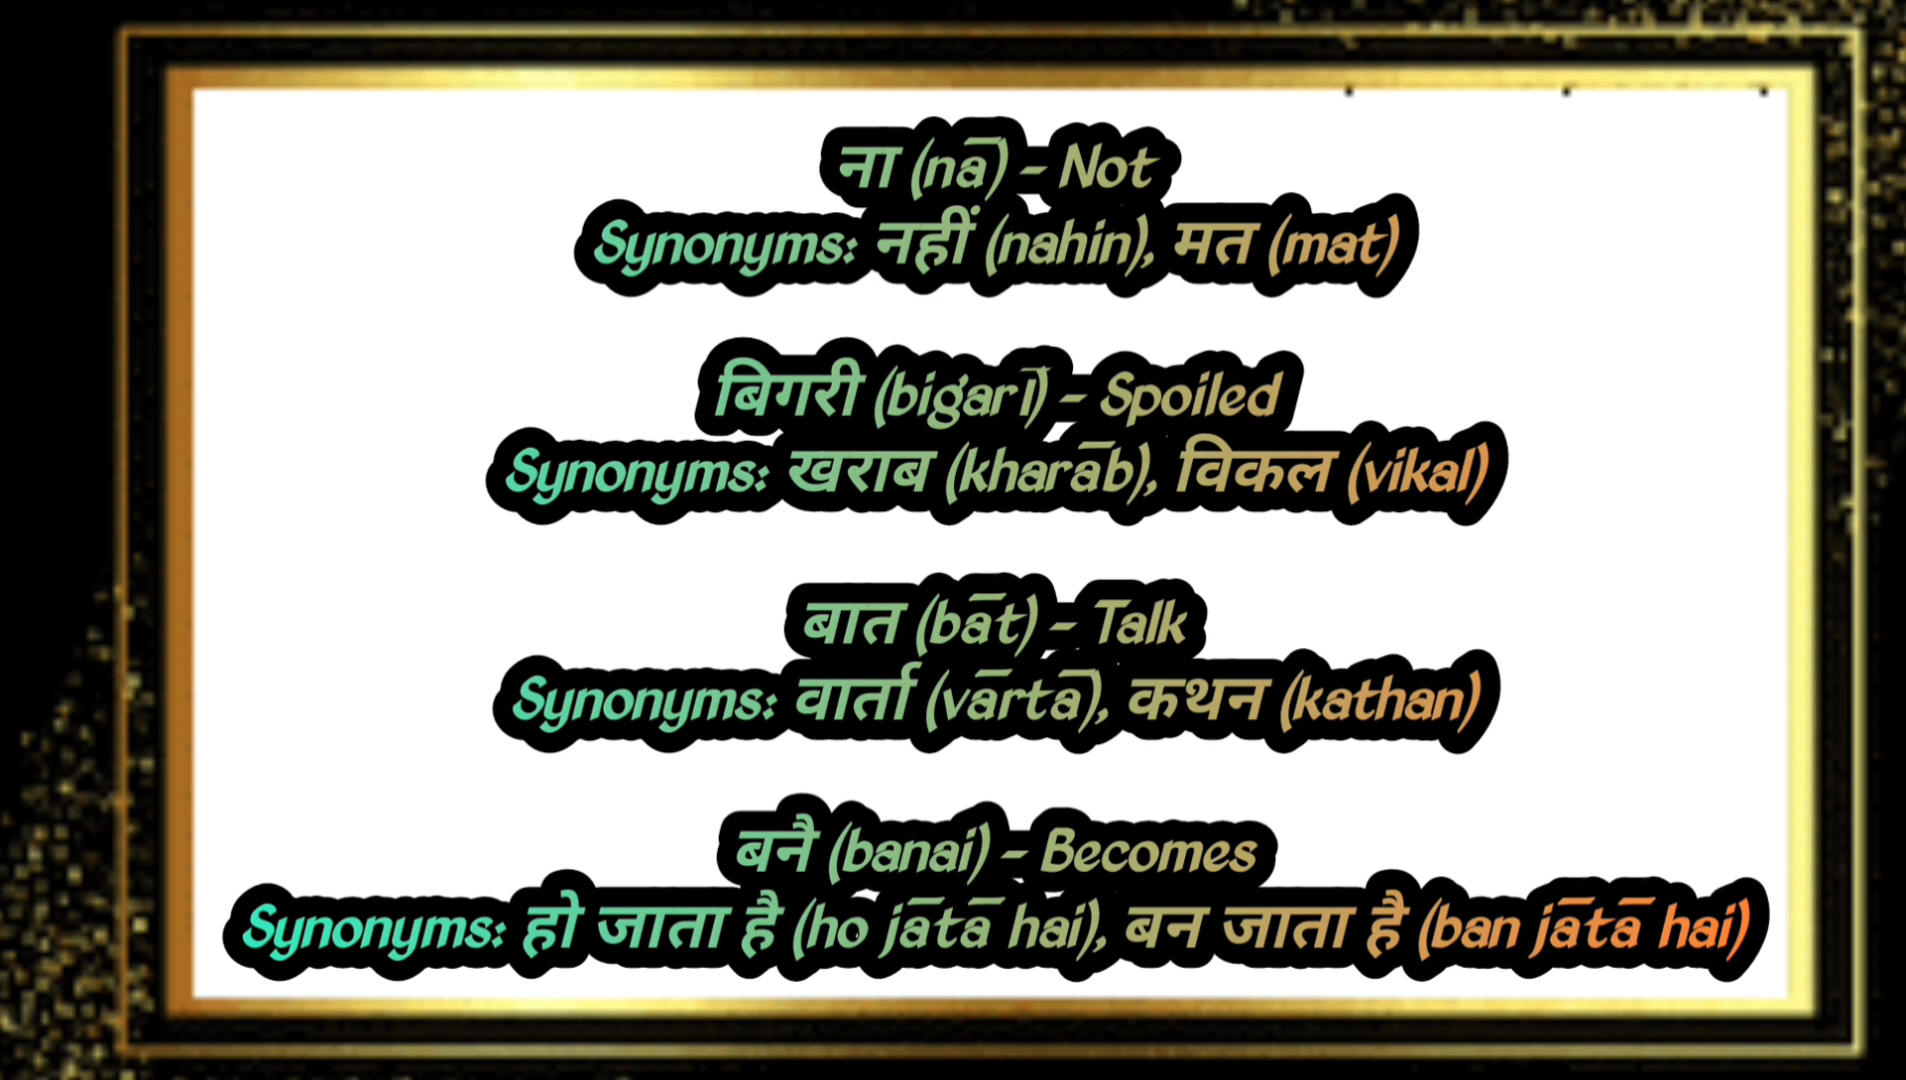 ना (nā) - Not
Synonyms: नहीं (nahin), मत (mat)
बिगरी (bigarī) - Spoiled
Synonyms: खराब (kharāb), विकल (vikal)
बात (bāt) - Talk
Synonyms: वार्ता (vārtā), कथन (kathan)
बनै (banai) - Becomes
Synonyms: हो जाता है (ho jātā hai), बन जाता है (ban jātā hai)